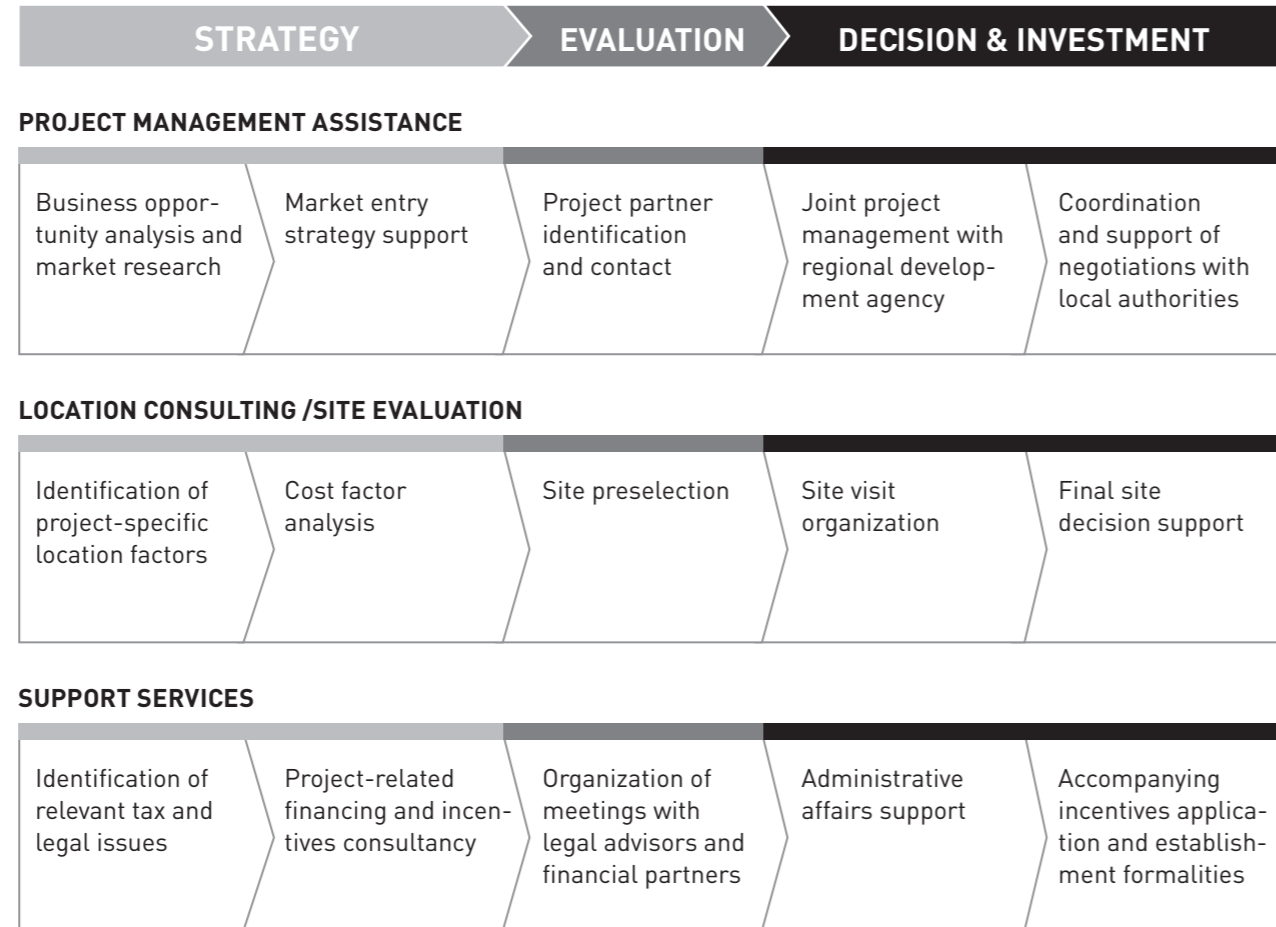 STRATEGY
EVALUATION
DECISION & INVESTMENT
PROJECT MANAGEMENT ASSISTANCE
Business oppor-
tunity analysis and
market research
Market entry
strategy support
Project partner
identification
and contact
Joint project
management with
regional develop-
ment agency
Coordination
and support of
negotiations with
local authorities
LOCATION CONSULTING /SITE EVALUATION
Identification of
project-specific
location factors
Cost factor
analysis
Site preselection
Site visit
organization
Final site
decision support
SUPPORT SERVICES
Identification of
relevant tax and
legal issues
Project-related
financing and incen-
tives consultancy
Organization of
meetings with
legal advisors and
financial partners
Administrative
affairs support
Accompanying
incentives applica-
tion and establish-
ment formalities